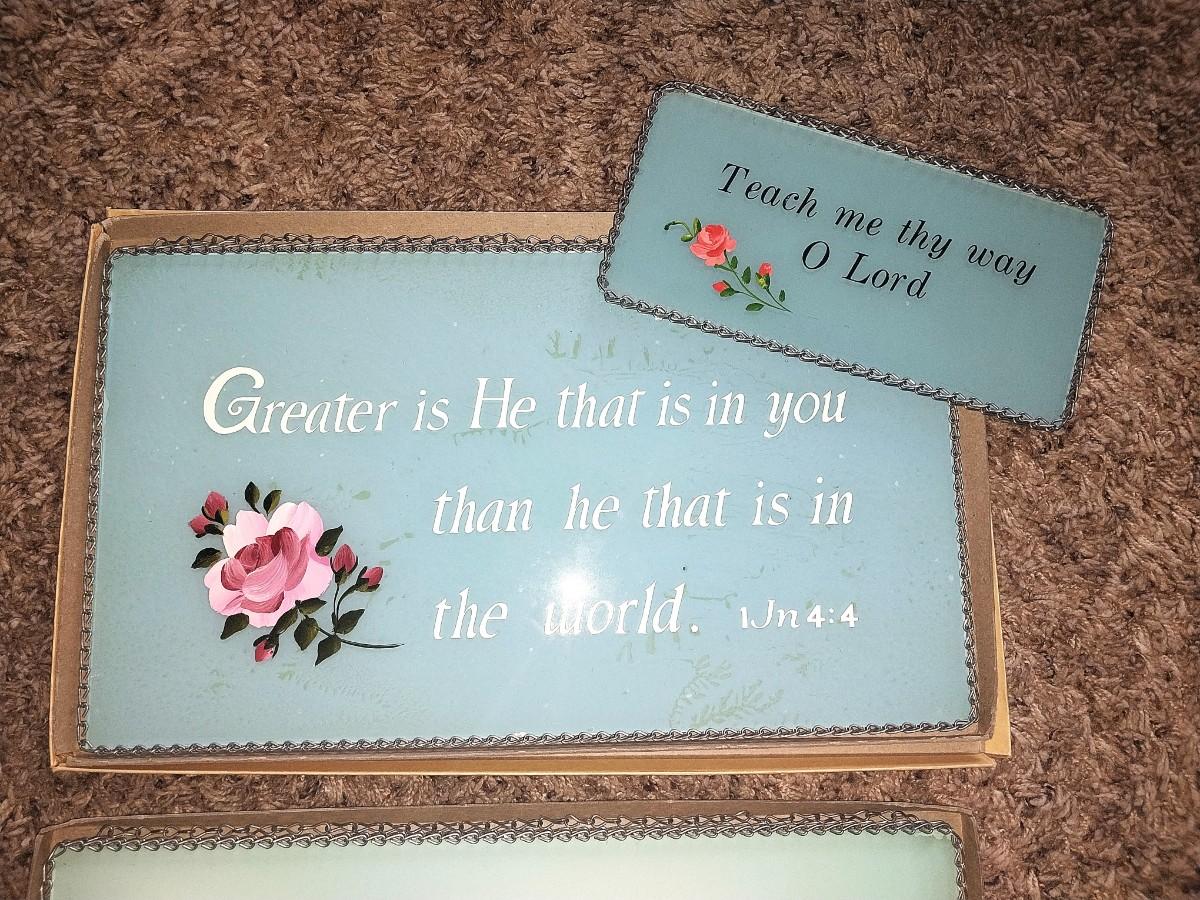 Teach me thy way
O Lord
Greater is He that is in you
than he that is in
the world. 1Jn 4:4